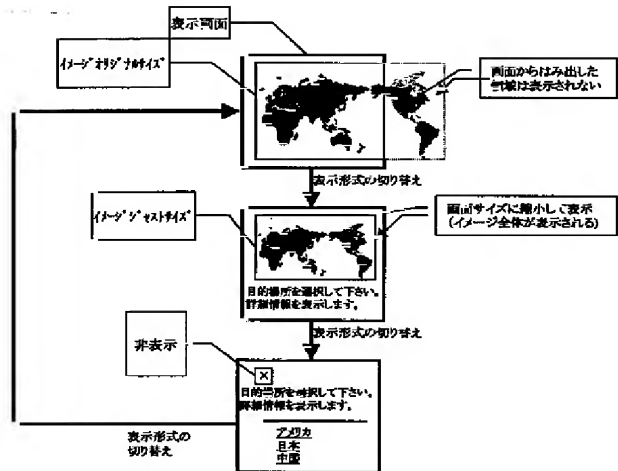 表示画面
イメージオリジナルサイズ
画面からはみ出した
領域は表示されない
表示形式の切り替え
イメージジャストサイズ
画面サイズに縮小して表示
(イメージ全体が表示される)
目的場所を選択して下さい。
詳細情報を表示します。
表示形式の切り替え
非表示
目的場所を選択して下さい。
詳細情報を表示します。
アメリカ
日本
中国
表示形式の
切り替え